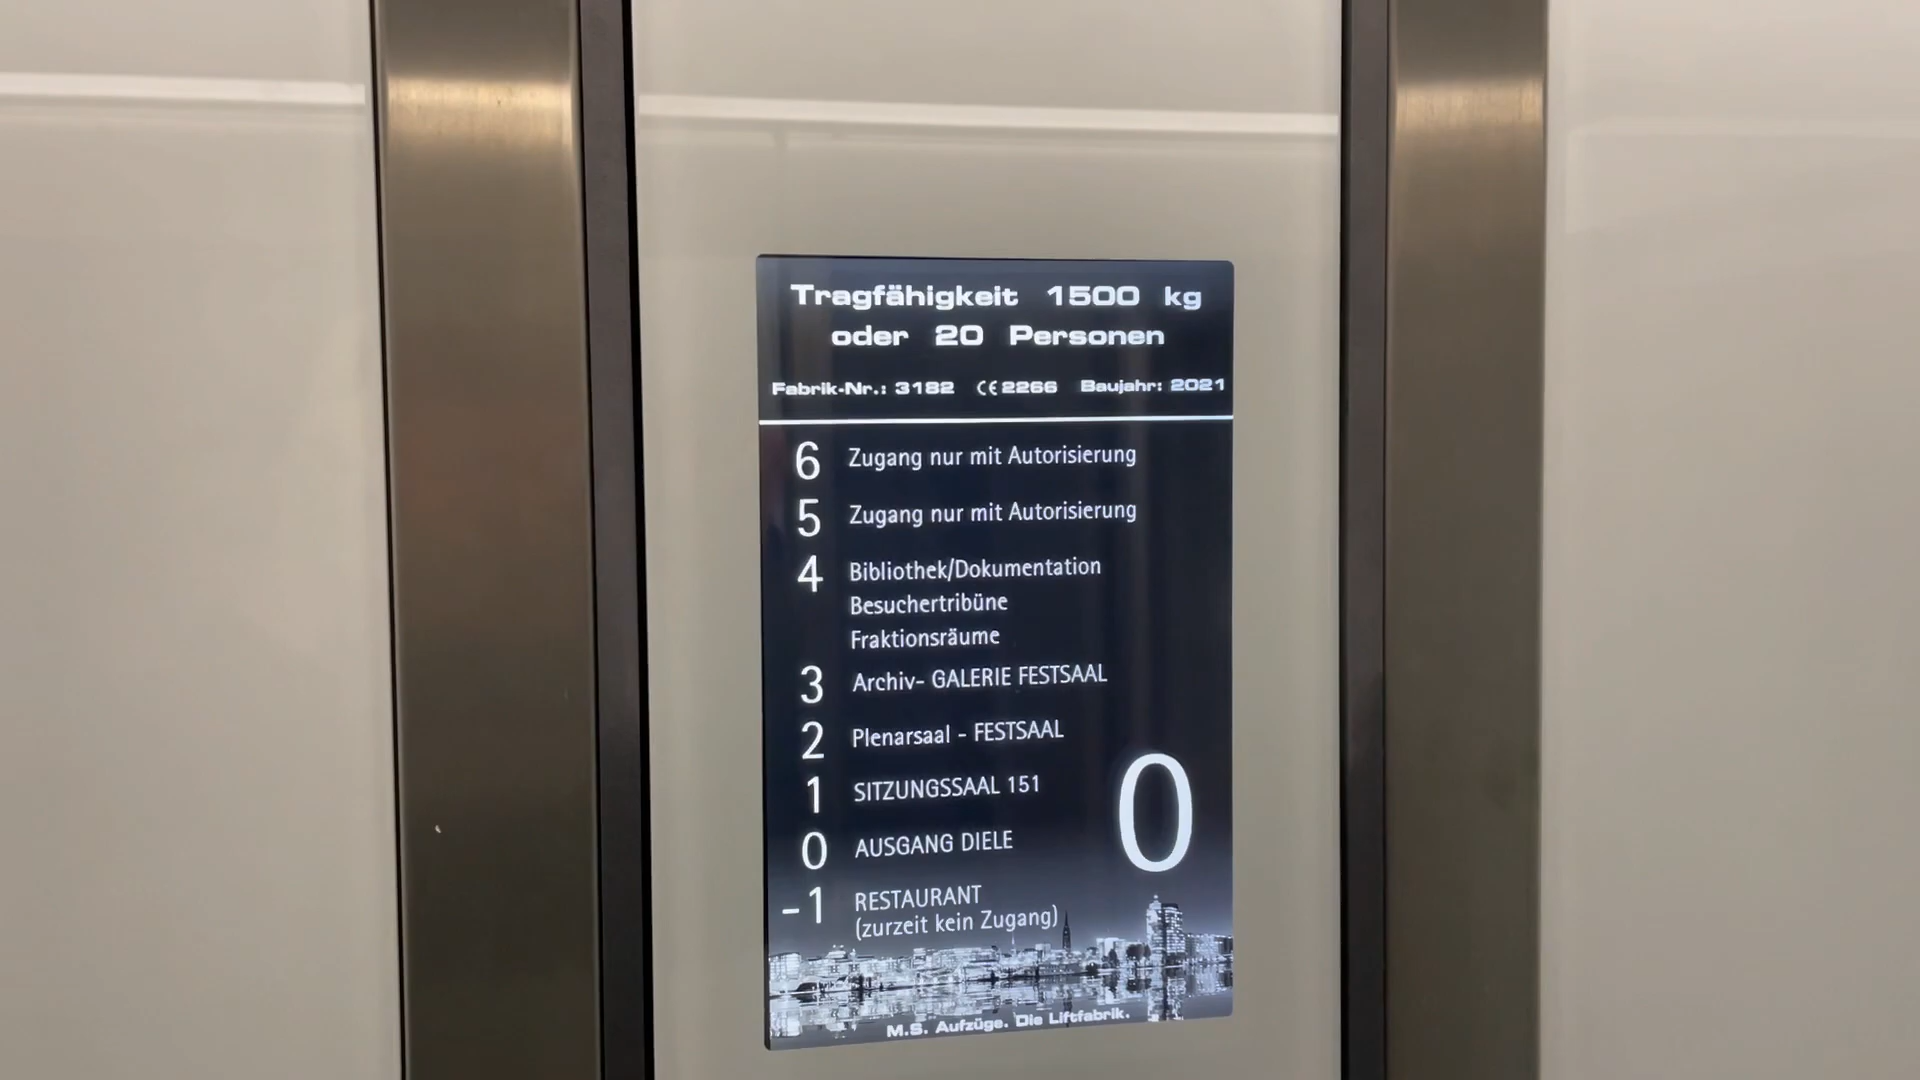 Tragfähigkeit 1500 kg
oder 20 Personen
Fabrik-Nr.: 3182 CE 2266 Baujahr: 2021
6 Zugang nur mit Autorisierung
5 Zugang nur mit Autorisierung
4 Bibliothek/Dokumentation
Besuchertribüne
Fraktionsräume
3 Archiv- GALERIE FESTSAAL
2 Plenarsaal - FESTSAAL
1 SITZUNGSSAAL 151
0
0 AUSGANG DIELE
-1 RESTAURANT
(zurzeit kein Zugang)
M.S. Aufzüge. Die Liftfabrik.